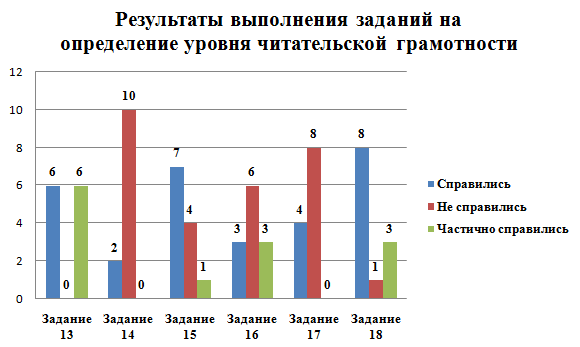 Результаты выполнения заданий на
определение уровня читательской грамотности
12
10
8
6
4
2
0
6
0
6
2
10
0
7
4
1
3
6
3
4
8
0
8
1
3
Задание
13
Задание
14
Задание
15
Задание
16
Задание
17
Задание
18
Справились
Не справились
Частично справились